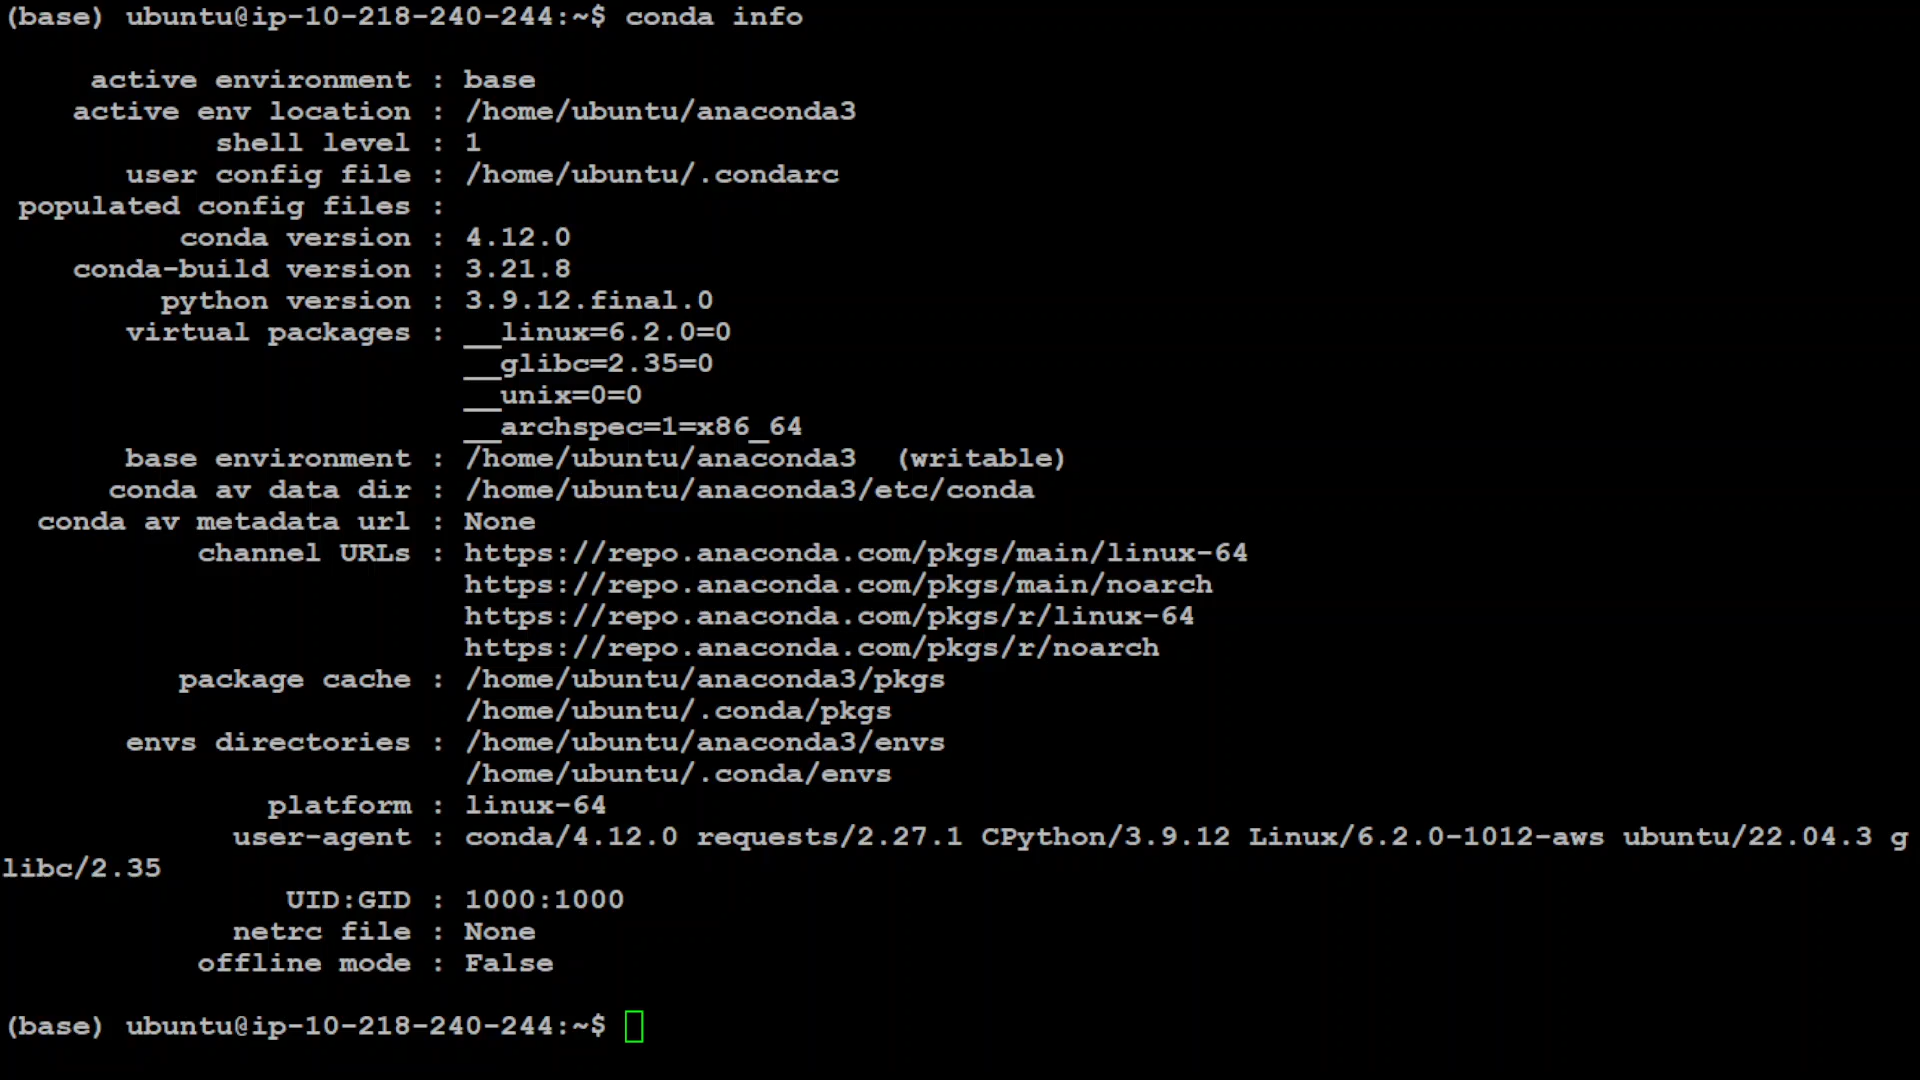 (base) ubuntu@ip-10-218-240-244:~$ conda info
active environment : base
active env location : /home/ubuntu/anaconda3
shell level : 1
user config file : /home/ubuntu/.condarc
populated config files :
conda version : 4.12.0
conda-build version : 3.21.8
python version : 3.9.12.final.0
virtual packages : __linux=6.2.0=0
__glibc=2.35=0
__unix=0=0
__archspec=1=x86_64
base environment : /home/ubuntu/anaconda3  (writable)
conda av data dir : /home/ubuntu/anaconda3/etc/conda
conda av metadata url : None
channel URLs : https://repo.anaconda.com/pkgs/main/linux-64
https://repo.anaconda.com/pkgs/main/noarch
https://repo.anaconda.com/pkgs/r/linux-64
https://repo.anaconda.com/pkgs/r/noarch
package cache : /home/ubuntu/anaconda3/pkgs
/home/ubuntu/.conda/pkgs
envs directories : /home/ubuntu/anaconda3/envs
/home/ubuntu/.conda/envs
platform : linux-64
user-agent : conda/4.12.0 requests/2.27.1 CPython/3.9.12 Linux/6.2.0-1012-aws ubuntu/22.04.3 g
libc/2.35
UID:GID : 1000:1000
netrc file : None
offline mode : False
(base) ubuntu@ip-10-218-240-244:~$